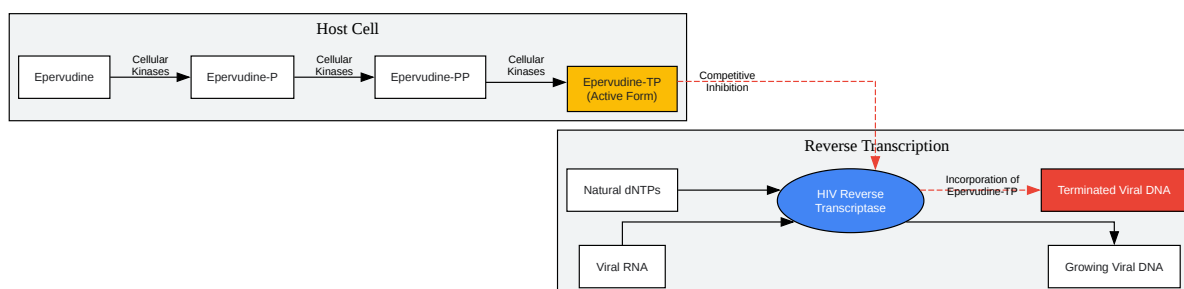 Host Cell
Epervudine
Cellular
Kinases
Epervudine-P
Cellular
Kinases
Epervudine-PP
Cellular
Kinases
Epervudine-TP
(Active Form)
Competitive
Inhibition
Reverse Transcription
Natural dNTPs
HIV Reverse
Transcriptase
Incorporation of
Epervudine-TP
Terminated Viral DNA
Viral RNA
Growing Viral DNA